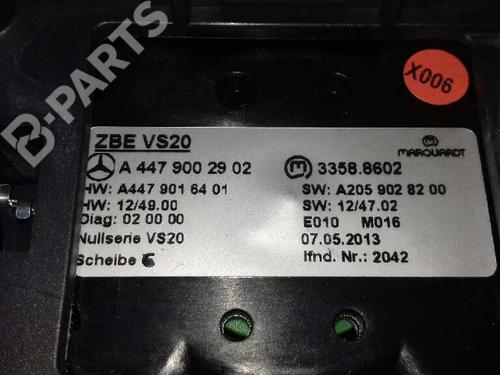 B-PARTS
X006
ZBE VS20
MARQUARDT
A 447 900 29 02
3358.8602
HW: A447 901 64 01
SW: A205 902 82 00
HW: 12/49.00
SW: 12/47.02
Diag: 02 00 00
E010 M016
Nullserie VS20
07.05.2013
Scheibe
lfnd. Nr.: 2042